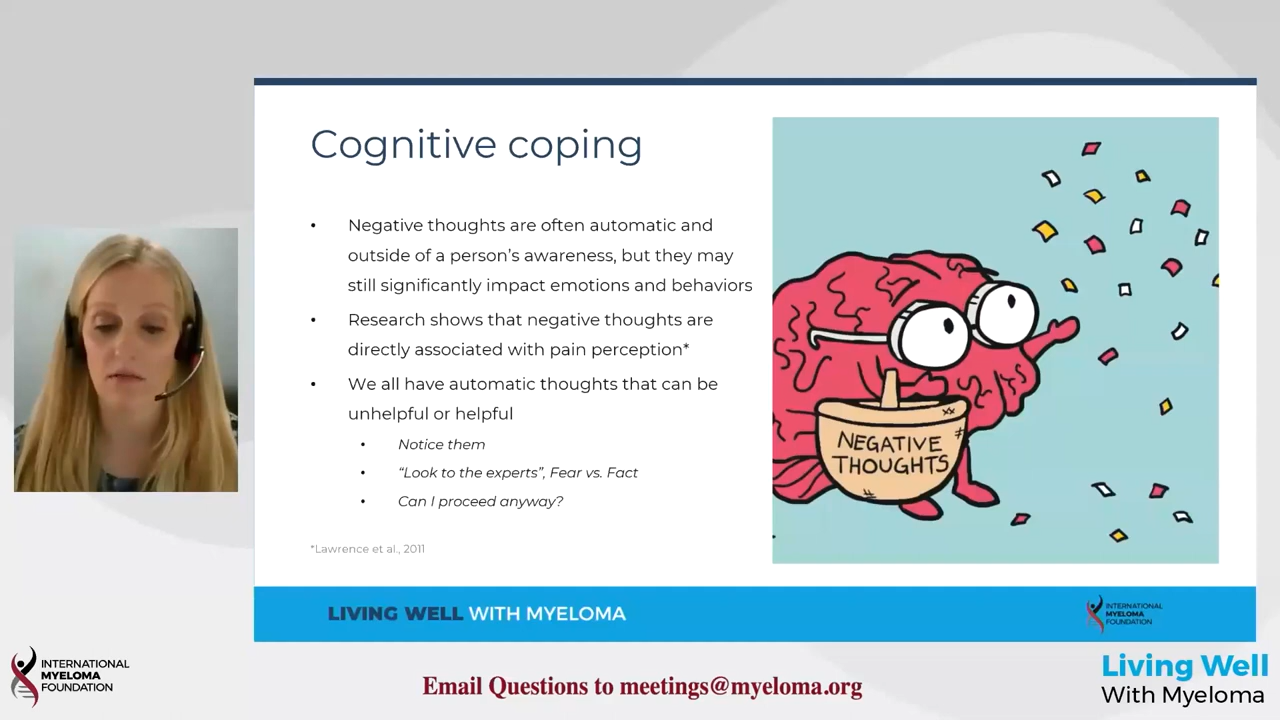 Cognitive coping
• Negative thoughts are often automatic and
outside of a person's awareness, but they may
still significantly impact emotions and behaviors
• Research shows that negative thoughts are
directly associated with pain perception*
• We all have automatic thoughts that can be
unhelpful or helpful
• Notice them
• “Look to the experts”, Fear vs. Fact
• Can I proceed anyway?
*Lawrence et al., 2011
NEGATIVE
THOUGHTS
LIVING WELL WITH MYELOMA
INTERNATIONAL
MYELOMA
FOUNDATION
INTERNATIONAL
MYELOMA
FOUNDATION
Email Questions to meetings@myeloma.org
Living Well
With Myeloma